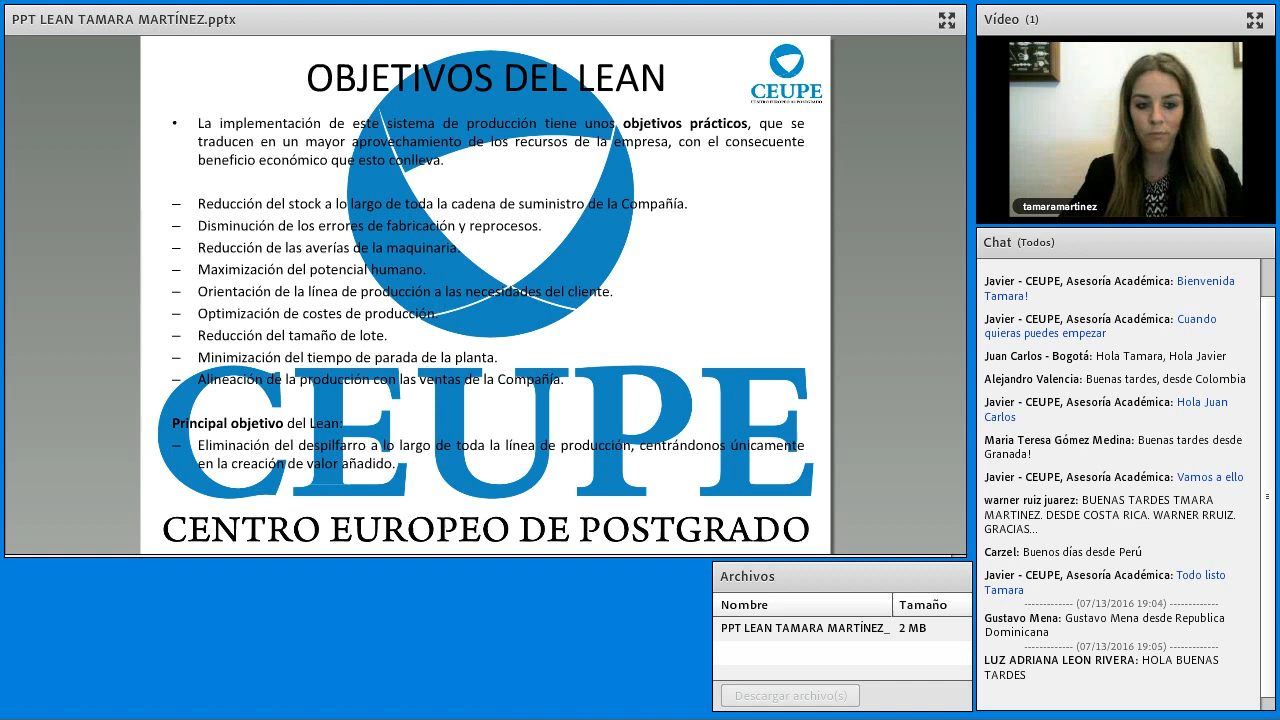 PPT LEAN TAMARA MARTÍNEZ.pptx
OBJETIVOS DEL LEAN
CEUPE
CENTRO EUROPEO DE POSTGRADO
• La implementación de este sistema de producción tiene unos objetivos prácticos, que se
traducen en un mayor aprovechamiento de los recursos de la empresa, con el consecuente
beneficio económico que esto conlleva.
– Reducción del stock a lo largo de toda la cadena de suministro de la Compañía.
– Disminución de los errores de fabricación y reprocesos.
– Reducción de las averías de la maquinaria.
– Maximización del potencial humano.
– Orientación de la línea de producción a las necesidades del cliente.
– Optimización de costes de producción.
– Reducción del tamaño de lote.
– Minimización del tiempo de parada de la planta.
– Alineación de la producción con las ventas de la Compañía.
Principal objetivo del Lean:
– Eliminación del despilfarro a lo largo de toda la línea de producción, centrándonos únicamente
en la creación de valor añadido.
CEUPE
CENTRO EUROPEO DE POSTGRADO
Vídeo (1)
tamaramartinez
Chat (Todos)
Javier - CEUPE, Asesoría Académica: Bienvenida
Tamara!
Javier - CEUPE, Asesoría Académica: Cuando
quieras puedes empezar
Juan Carlos - Bogotá: Hola Tamara, Hola Javier
Alejandro Valencia: Buenas tardes, desde Colombia
Javier - CEUPE, Asesoría Académica: Hola Juan
Carlos
Maria Teresa Gómez Medina: Buenas tardes desde
Granada!
Javier - CEUPE, Asesoría Académica: Vamos a ello
warner ruiz juarez: BUENAS TARDES TMARA
MARTINEZ. DESDE COSTA RICA. WARNER RRUIZ.
GRACIAS...
Carzel: Buenos días desde Perú
Javier - CEUPE, Asesoría Académica: Todo listo
Tamara
------------- (07/13/2016 19:04) -------------
Gustavo Mena: Gustavo Mena desde Republica
Dominicana
------------- (07/13/2016 19:05) -------------
LUZ ADRIANA LEON RIVERA: HOLA BUENAS
TARDES
Archivos
Nombre Tamaño
PPT LEAN TAMARA MARTÍNEZ_ 2 MB
Descargar archivo(s)